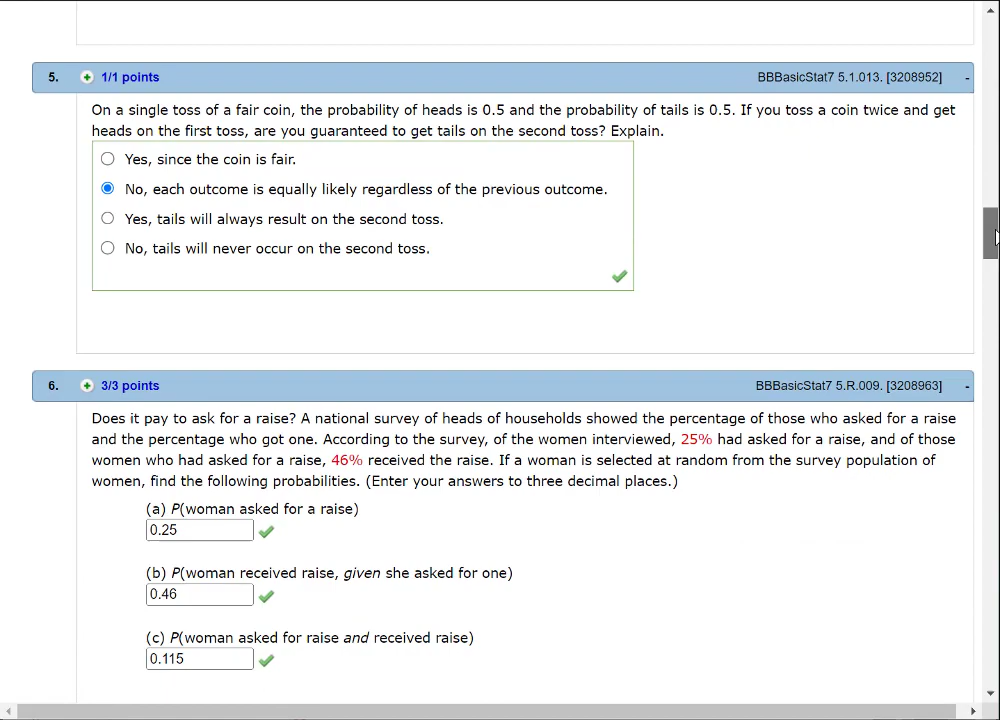 5. 1/1 points BBBasicStat7 5.1.013. [3208952] -
On a single toss of a fair coin, the probability of heads is 0.5 and the probability of tails is 0.5. If you toss a coin twice and get
heads on the first toss, are you guaranteed to get tails on the second toss? Explain.
Yes, since the coin is fair.
No, each outcome is equally likely regardless of the previous outcome.
Yes, tails will always result on the second toss.
No, tails will never occur on the second toss.
6. 3/3 points BBBasicStat7 5.R.009. [3208963] -
Does it pay to ask for a raise? A national survey of heads of households showed the percentage of those who asked for a raise
and the percentage who got one. According to the survey, of the women interviewed, 25% had asked for a raise, and of those
women who had asked for a raise, 46% received the raise. If a woman is selected at random from the survey population of
women, find the following probabilities. (Enter your answers to three decimal places.)
(a) P(woman asked for a raise)
0.25
(b) P(woman received raise, given she asked for one)
0.46
(c) P(woman asked for raise and received raise)
0.115